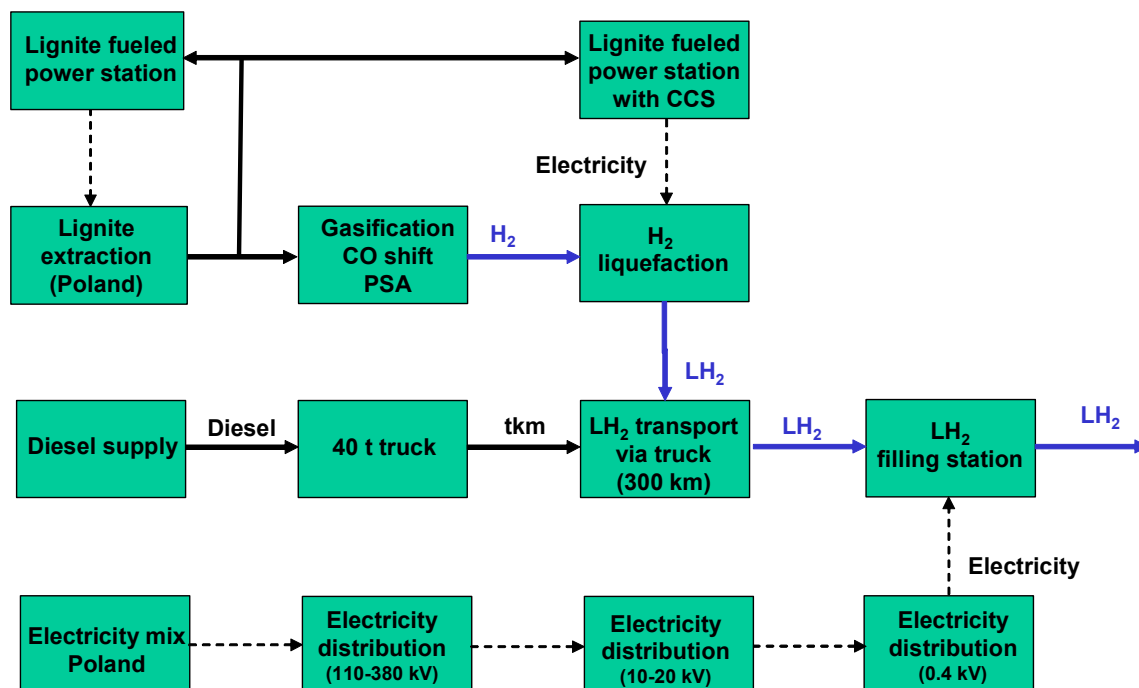 Lignite fueled
power station
Lignite fueled
power station
with CCS
Electricity
Lignite
extraction
(Poland)
Gasification
CO shift
PSA
H₂
H₂
liquefaction
LH₂
Diesel supply
Diesel
40 t truck
tkm
LH₂ transport
via truck
(300 km)
LH₂
LH₂
filling station
LH₂
Electricity
Electricity mix
Poland
Electricity
distribution
(110-380 kV)
Electricity
distribution
(10-20 kV)
Electricity
distribution
(0.4 kV)